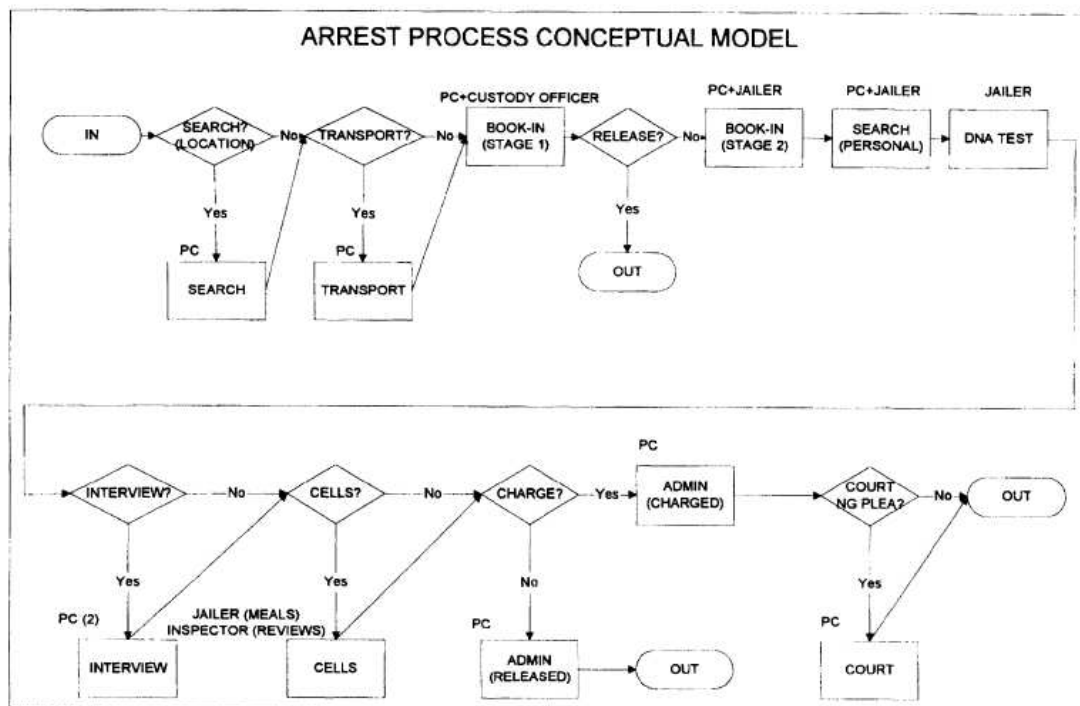 ARREST PROCESS CONCEPTUAL MODEL
PC+CUSTODY OFFICER
PC+JAILER
PC+JAILER
JAILER
IN
SEARCH?
(LOCATION)
No
TRANSPORT?
No
BOOK-IN
(STAGE 1)
RELEASE?
No
BOOK-IN
(STAGE 2)
SEARCH
(PERSONAL)
DNA TEST
Yes
Yes
Yes
PC
SEARCH
PC
TRANSPORT
OUT
PC
INTERVIEW?
No
CELLS?
No
CHARGE?
Yes
ADMIN
(CHARGED)
COURT
NG PLEA?
No
OUT
Yes
Yes
No
Yes
PC (2)
JAILER (MEALS)
INSPECTOR (REVIEWS)
PC
PC
INTERVIEW
CELLS
ADMIN
(RELEASED)
OUT
COURT